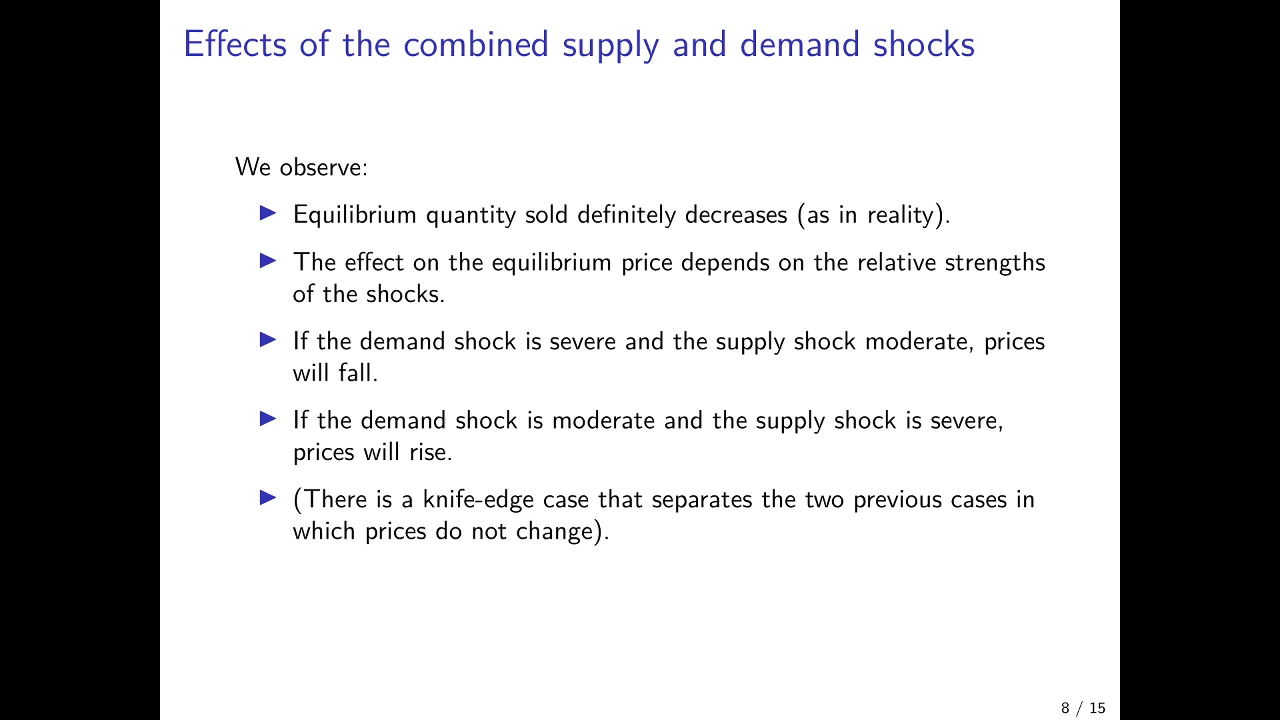 Effects of the combined supply and demand shocks
We observe:
▶ Equilibrium quantity sold definitely decreases (as in reality).
▶ The effect on the equilibrium price depends on the relative strengths
of the shocks.
▶ If the demand shock is severe and the supply shock moderate, prices
will fall.
▶ If the demand shock is moderate and the supply shock is severe,
prices will rise.
▶ (There is a knife-edge case that separates the two previous cases in
which prices do not change).
8 / 15